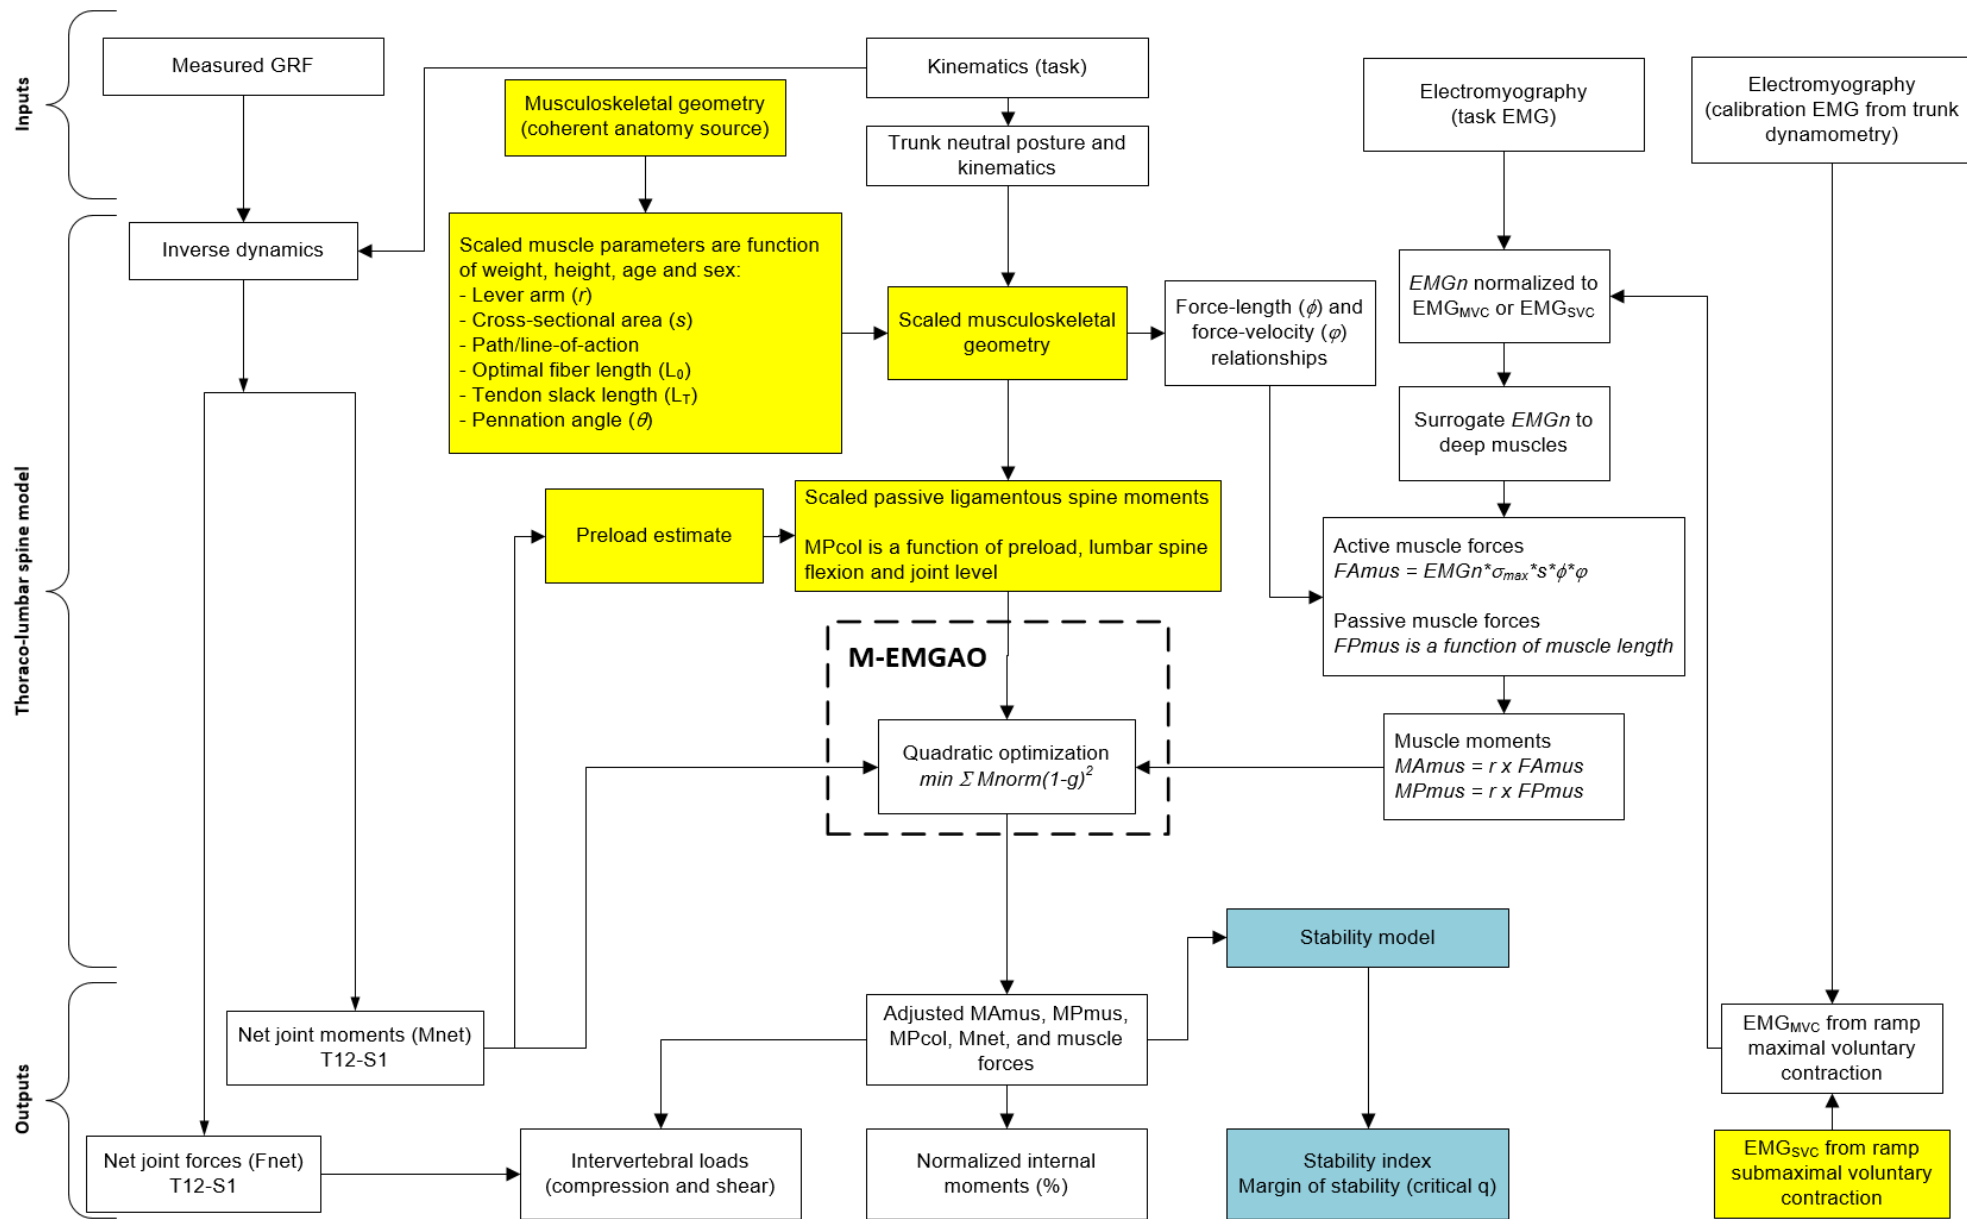 Inputs
Measured GRF
Kinematics (task)
Musculoskeletal geometry
(coherent anatomy source)
Trunk neutral posture and
kinematics
Electromyography
(task EMG)
Electromyography
(calibration EMG from trunk
dynamometry)
Thoraco-lumbar spine model
Inverse dynamics
Scaled muscle parameters are function
of weight, height, age and sex:
- Lever arm (r)
- Cross-sectional area (s)
- Path/line-of-action
- Optimal fiber length (L₀)
- Tendon slack length (L_T)
- Pennation angle (θ)
Scaled musculoskeletal
geometry
Force-length (ϕ) and
force-velocity (φ)
relationships
EMGn normalized to
EMG_MVC or EMG_SVC
Surrogate EMGn to
deep muscles
Preload estimate
Scaled passive ligamentous spine moments
MPcol is a function of preload, lumbar spine
flexion and joint level
Active muscle forces
FAmus = EMGn*σ_max*s*ϕ*φ
Passive muscle forces
FPmus is a function of muscle length
M-EMGAO
Quadratic optimization
min Σ Mnorm(1-g)²
Muscle moments
MAmus = r x FAmus
MPmus = r x FPmus
Stability model
Outputs
Net joint moments (Mnet)
T12-S1
Adjusted MAmus, MPmus,
MPcol, Mnet, and muscle
forces
EMG_MVC from ramp
maximal voluntary
contraction
Net joint forces (Fnet)
T12-S1
Intervertebral loads
(compression and shear)
Normalized internal
moments (%)
Stability index
Margin of stability (critical q)
EMG_SVC from ramp
submaximal voluntary
contraction